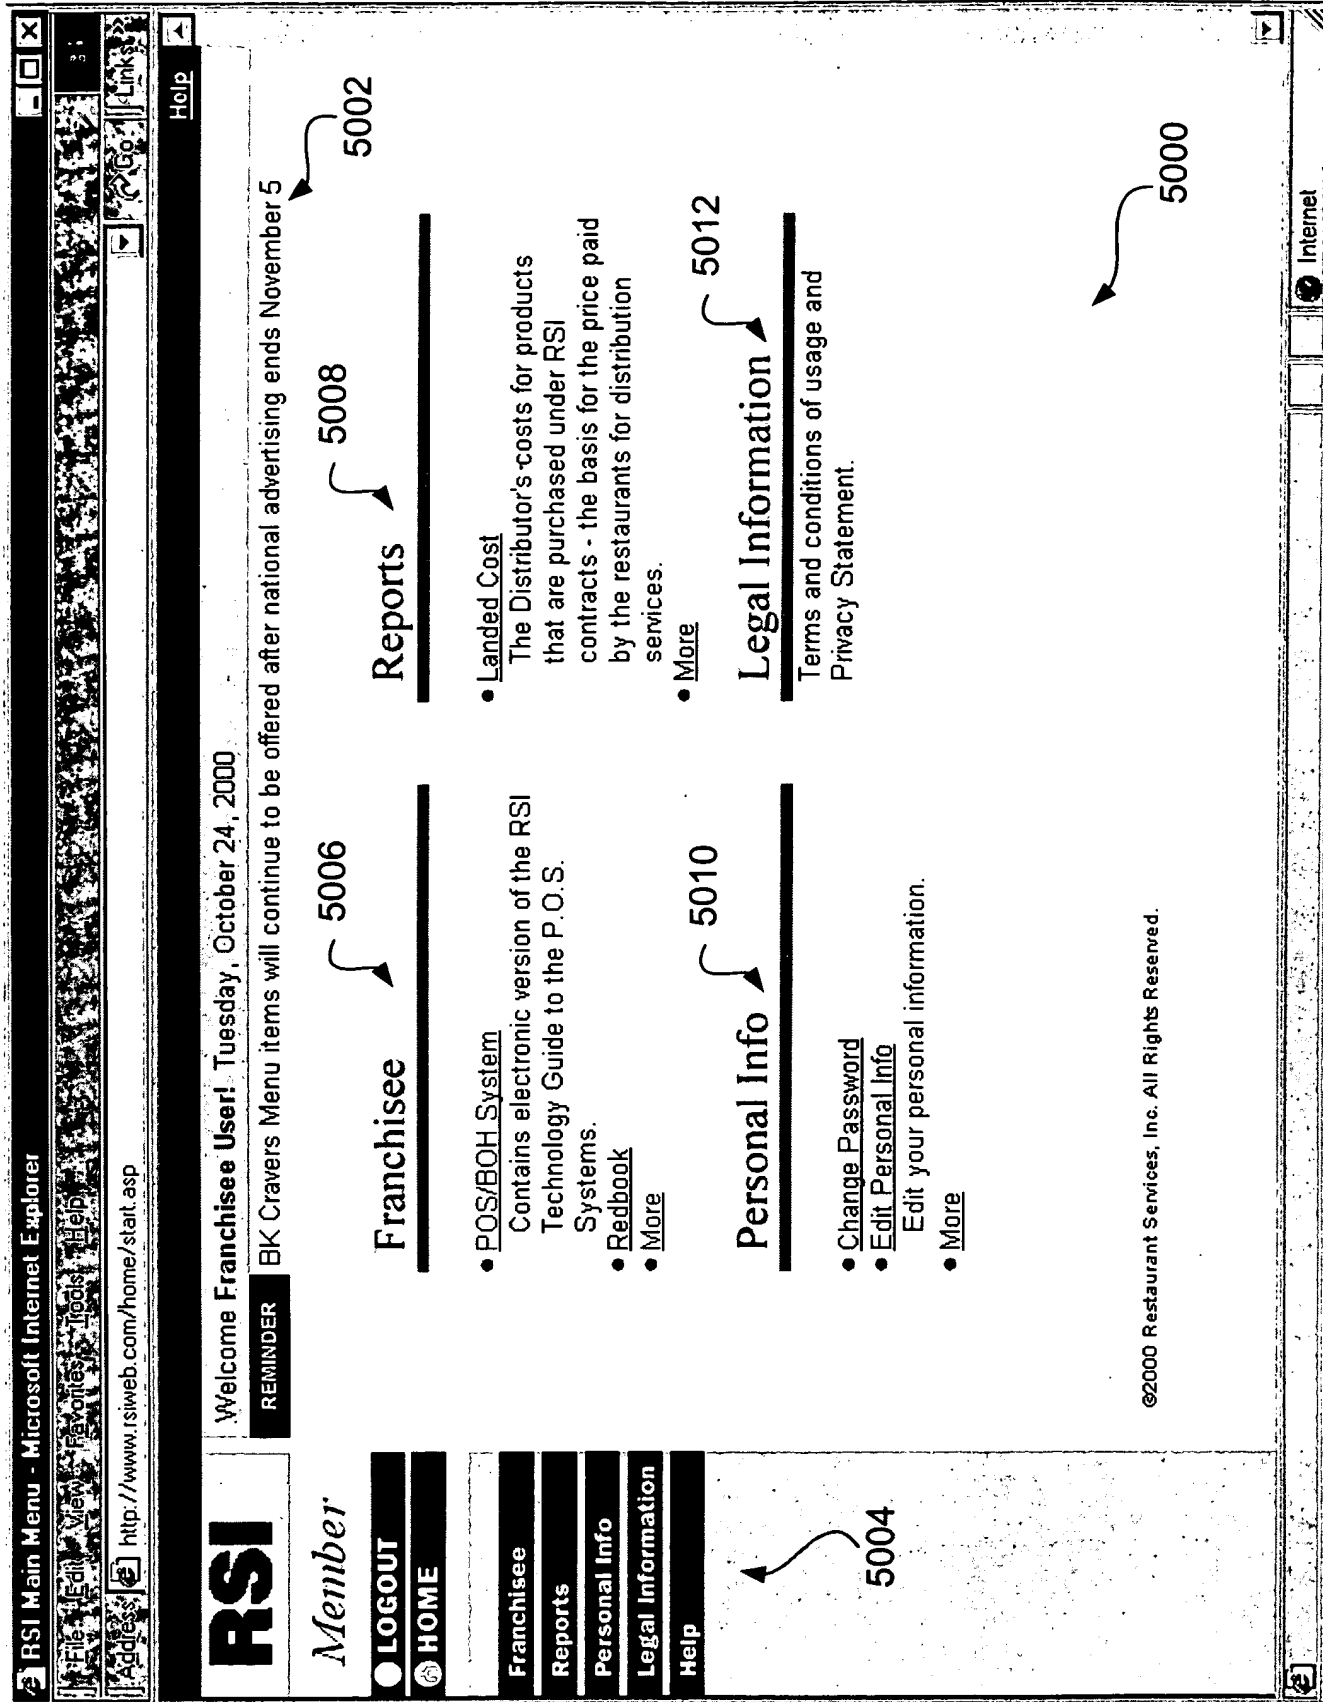 RSI Main Menu - Microsoft Internet Explorer
File Edit View Favorites Tools Help
Address http://www.rsiweb.com/home/start.asp
Go Links »
Help
RSI
Welcome Franchisee User! Tuesday, October 24, 2000
REMINDER BK Cravers Menu items will continue to be offered after national advertising ends November 5
5002
Member
LOGOUT
HOME
Franchisee
Reports
Personal Info
Legal Information
Help
5004
Franchisee
5006
• POS/BOH System
Contains electronic version of the RSI
Technology Guide to the P.O.S.
Systems.
• Redbook
• More
Reports
5008
• Landed Cost
The Distributor's costs for products
that are purchased under RSI
contracts - the basis for the price paid
by the restaurants for distribution
services.
• More
Personal Info
5010
• Change Password
• Edit Personal Info
Edit your personal information.
• More
Legal Information
5012
Terms and conditions of usage and
Privacy Statement.
5000
©2000 Restaurant Services, Inc. All Rights Reserved.
Internet